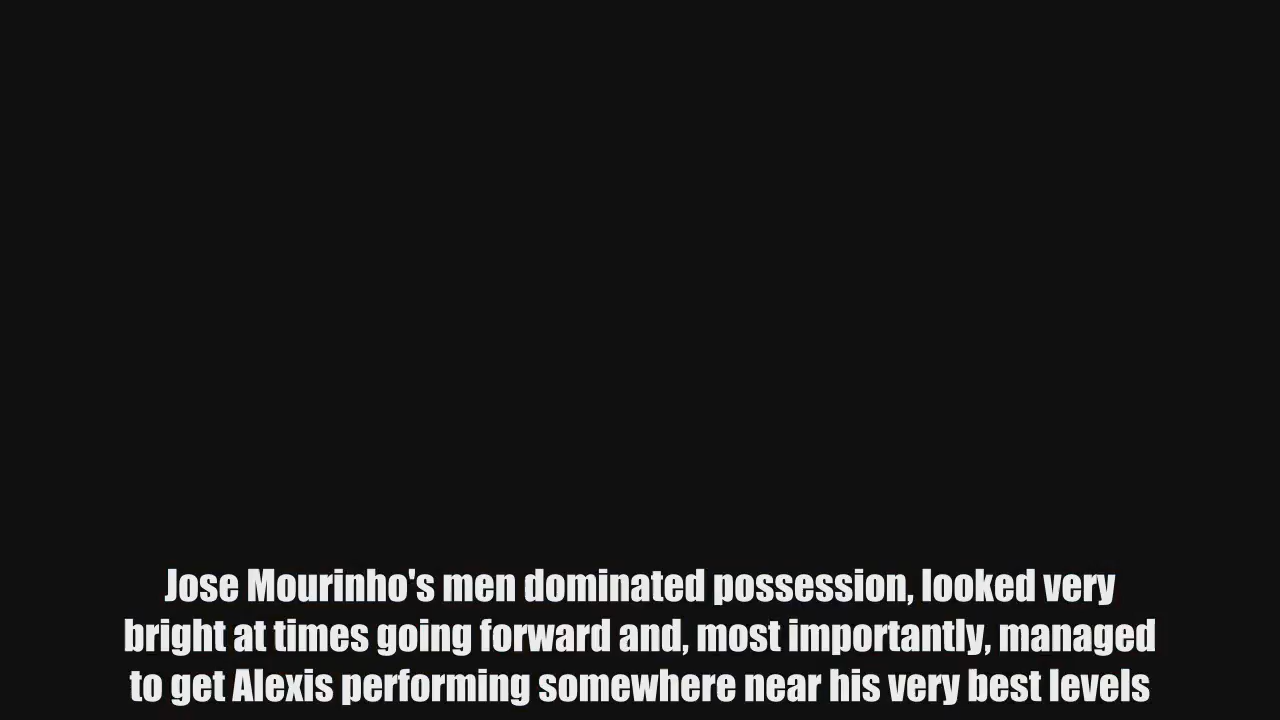 Jose Mourinho's men dominated possession, looked very
bright at times going forward and, most importantly, managed
to get Alexis performing somewhere near his very best levels